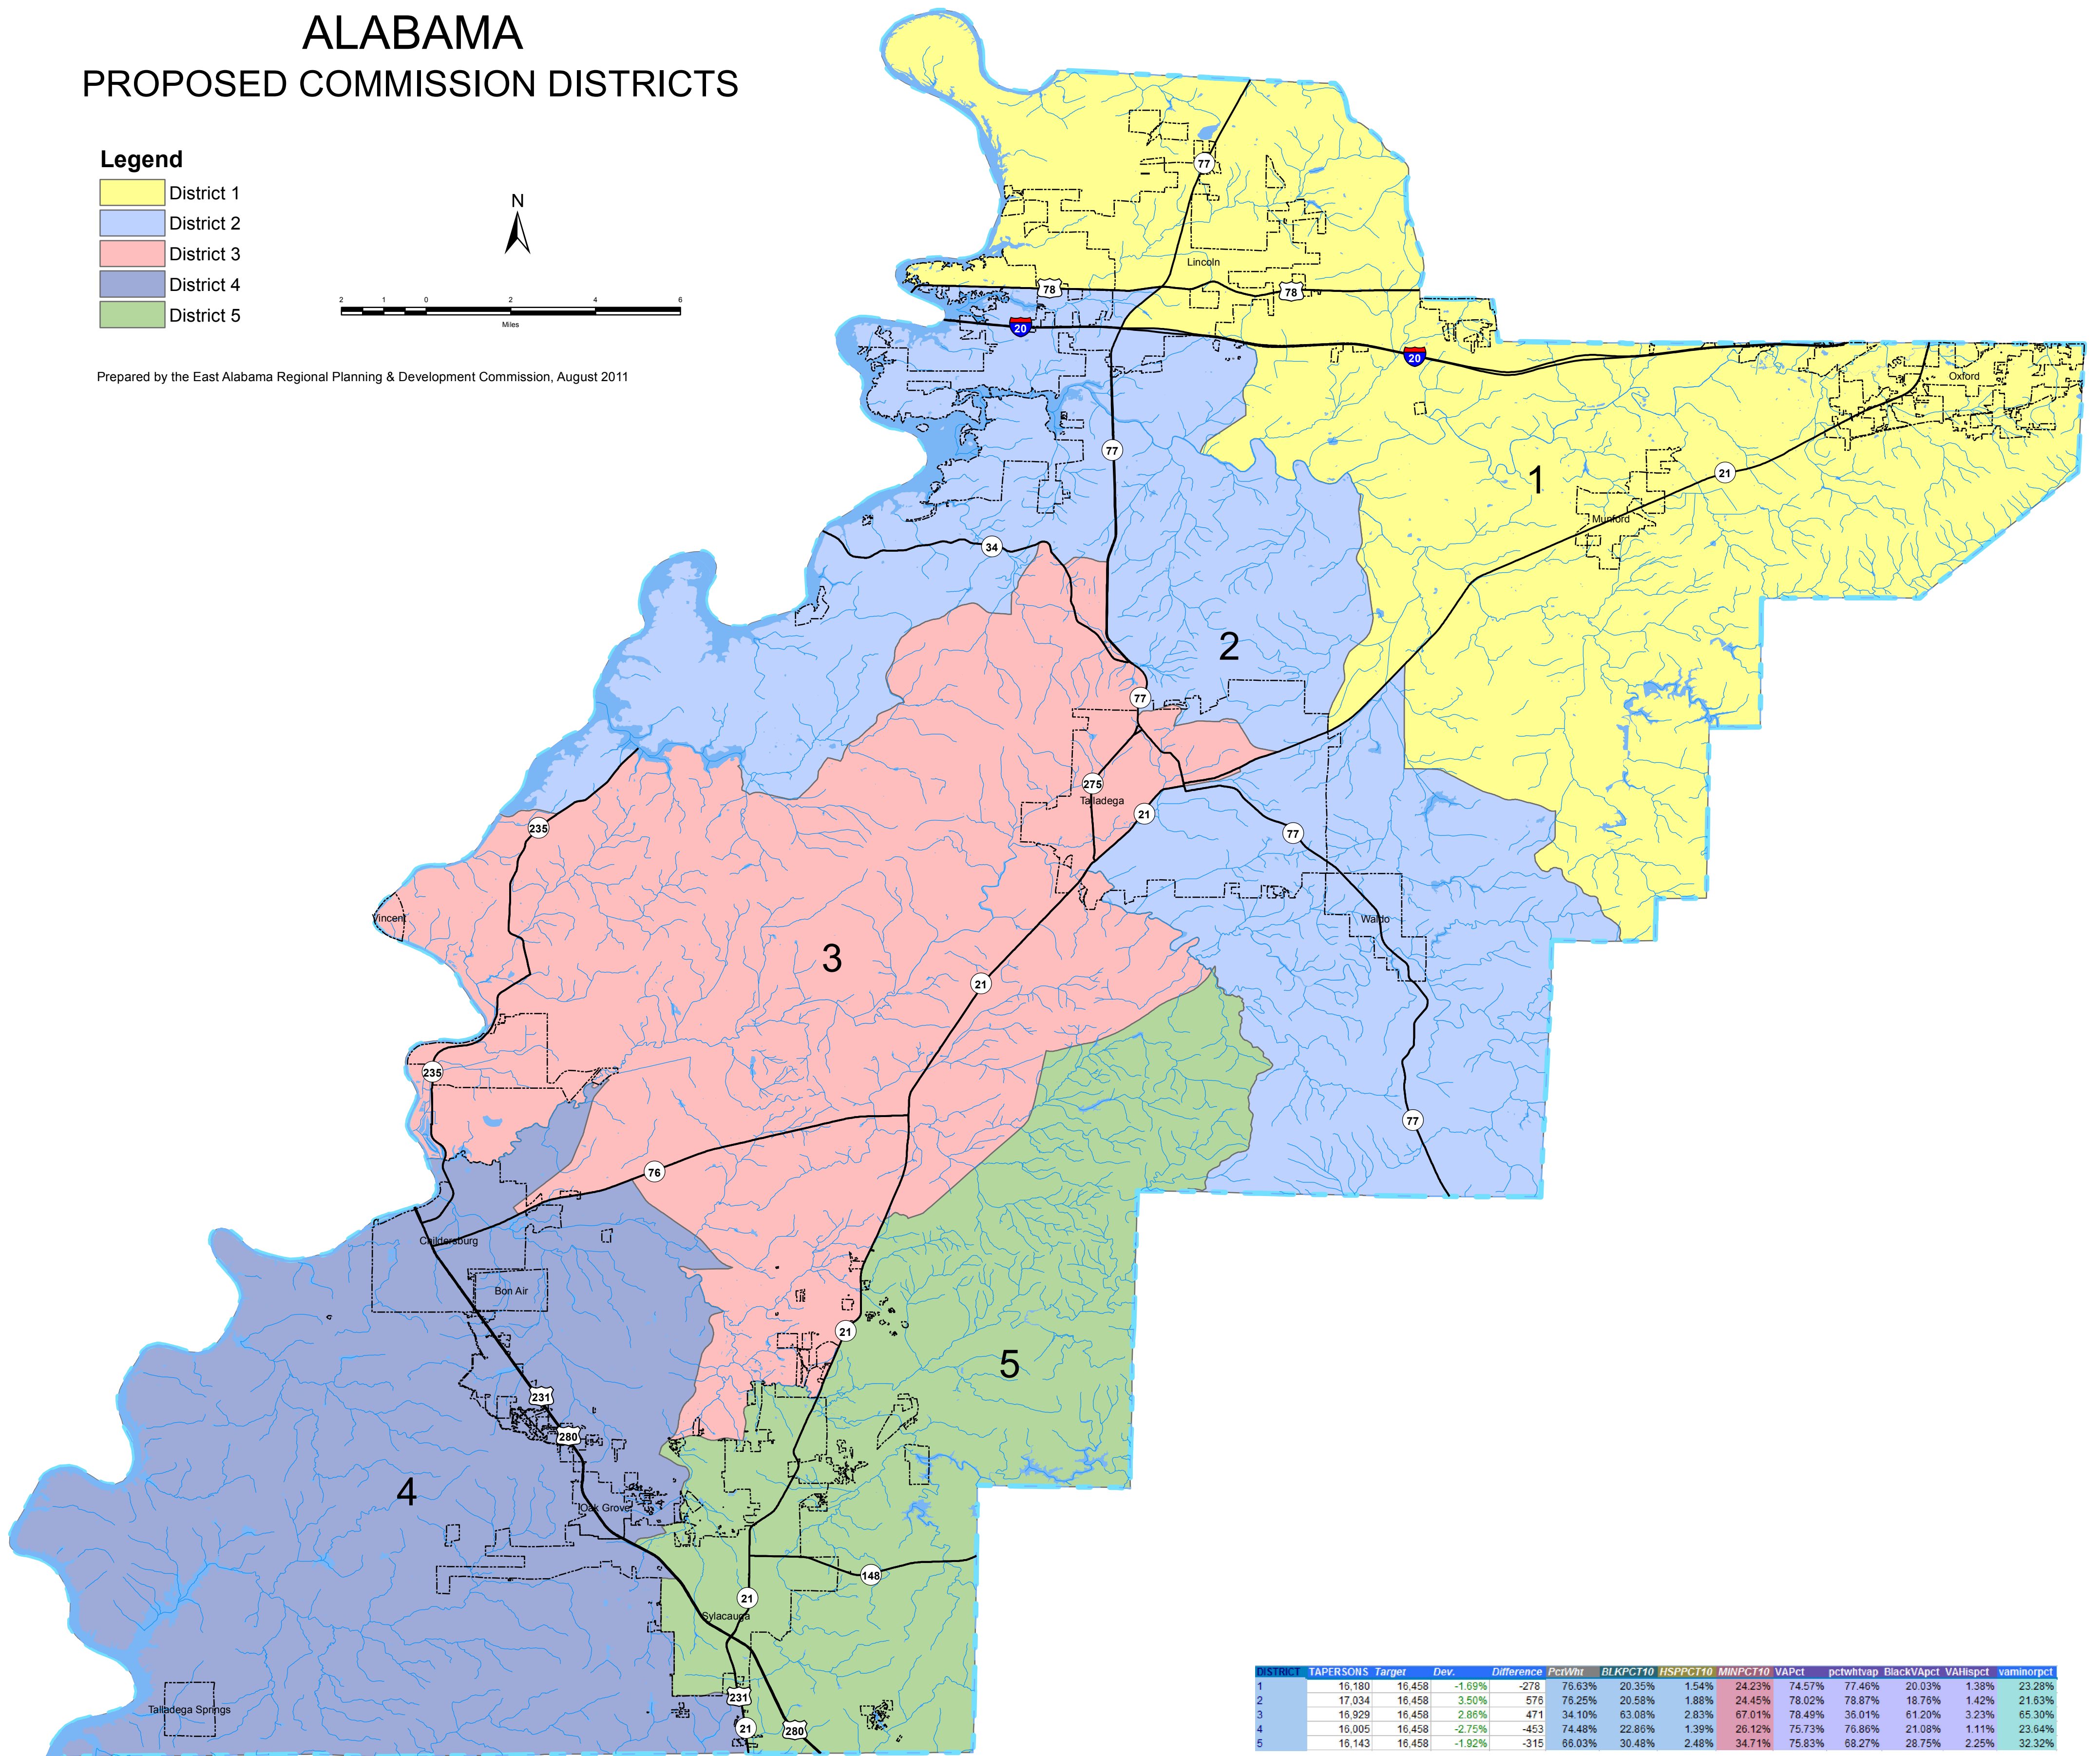 ALABAMA
PROPOSED COMMISSION DISTRICTS
Legend
District 1
District 2
District 3
District 4
District 5
N
2 1 0 2 4 6
Miles
Prepared by the East Alabama Regional Planning & Development Commission, August 2011
77
Lincoln
78
78
20
20
Oxford
77
1
21
Munford
34
2
77
275
Talladega
21
77
235
Vincent
Waldo
3
21
235
77
76
Childersburg
Bon Air
21
5
231
280
4
Oak Grove
148
21
Sylacauga
231
Talladega Springs
21
280
DISTRICT TAPERSONS Target Dev. Difference PctWht BLKPCT10 HSPPCT10 MINPCT10 VAPct pctwhtvap BlackVApct VAHispct vaminorpct
1 16,180 16,458 -1.69% -278 76.63% 20.35% 1.54% 24.23% 74.57% 77.46% 20.03% 1.38% 23.28%
2 17,034 16,458 3.50% 576 76.25% 20.58% 1.88% 24.45% 78.02% 78.87% 18.76% 1.42% 21.63%
3 16,929 16,458 2.86% 471 34.10% 63.08% 2.83% 67.01% 78.49% 36.01% 61.20% 3.23% 65.30%
4 16,005 16,458 -2.75% -453 74.48% 22.86% 1.39% 26.12% 75.73% 76.86% 21.08% 1.11% 23.64%
5 16,143 16,458 -1.92% -315 66.03% 30.48% 2.48% 34.71% 75.83% 68.27% 28.75% 2.25% 32.32%